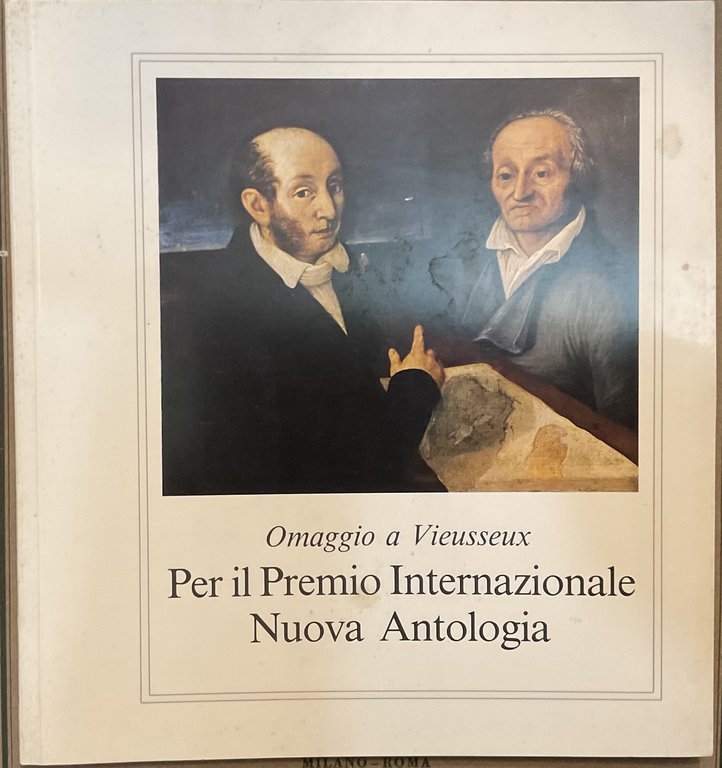 Omaggio a Vieusseux
Per il Premio Internazionale
Nuova Antologia
MILANO - ROMA